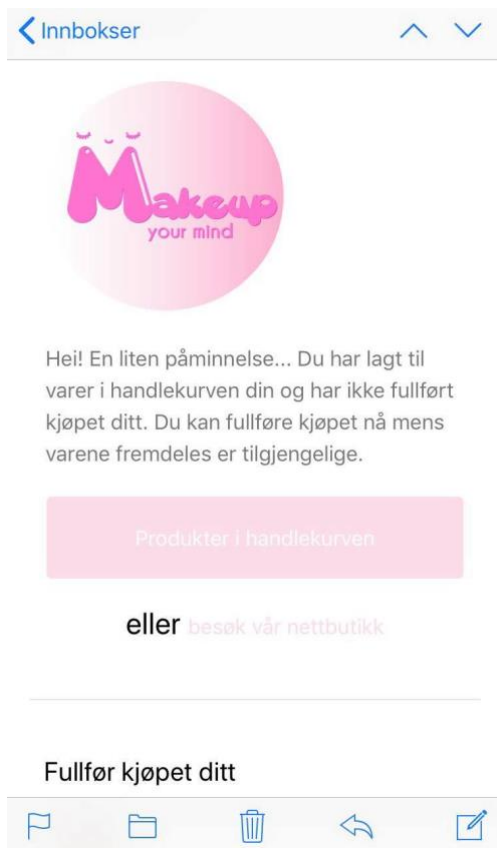 Innbokser
Makeup
your mind
Hei! En liten påminnelse... Du har lagt til
varer i handlekurven din og har ikke fullført
kjøpet ditt. Du kan fullføre kjøpet nå mens
varene fremdeles er tilgjengelige.
Produkter i handlekurven
eller besøk vår nettbutikk
Fullfør kjøpet ditt